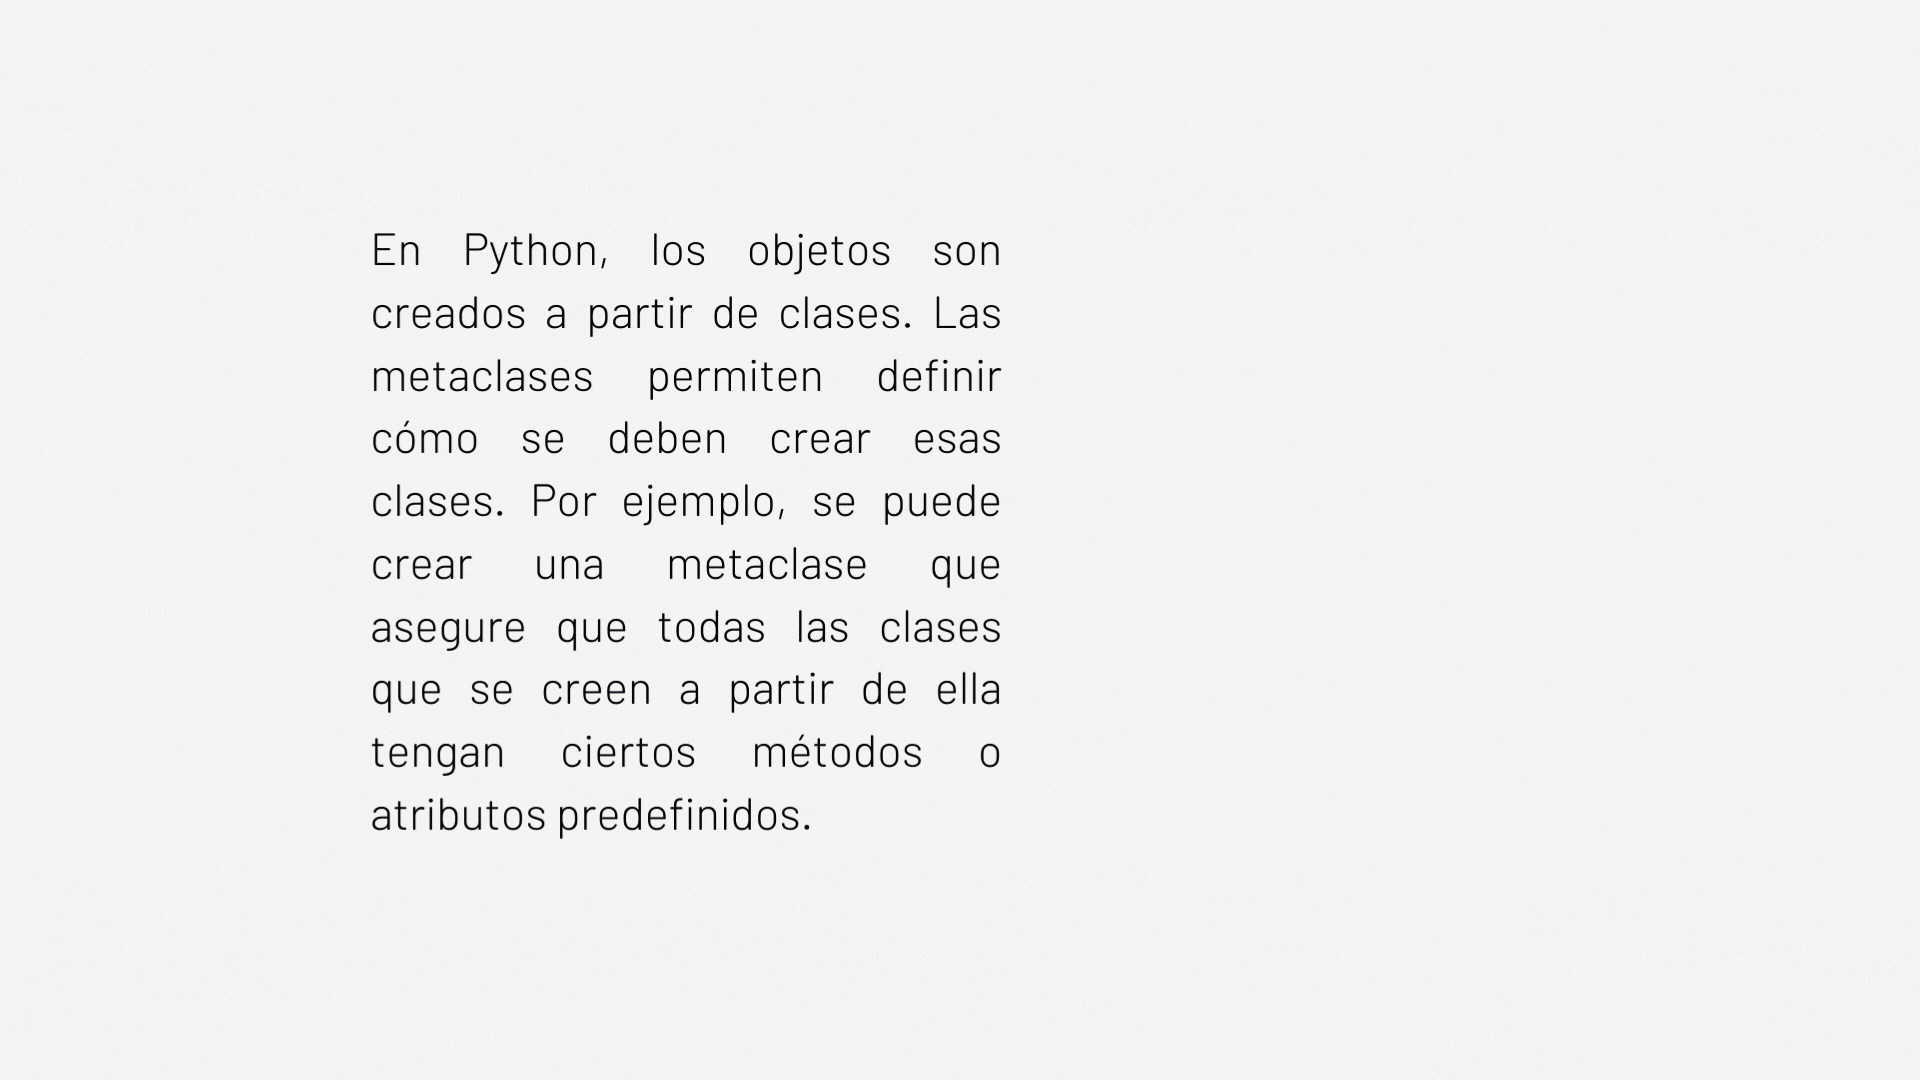 En Python, los objetos son
creados a partir de clases. Las
metaclases permiten definir
cómo se deben crear esas
clases. Por ejemplo, se puede
crear una metaclase que
asegure que todas las clases
que se creen a partir de ella
tengan ciertos métodos o
atributos predefinidos.